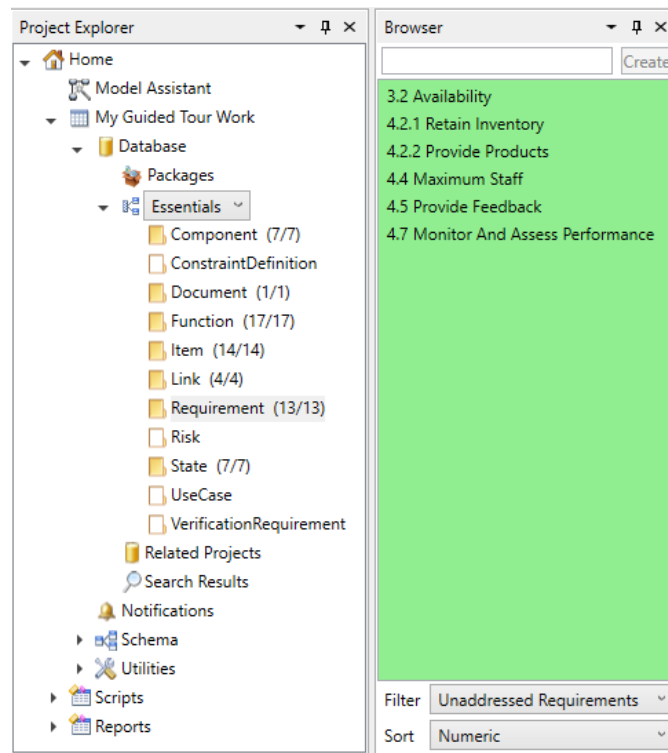 Project Explorer
Home
Model Assistant
My Guided Tour Work
Database
Packages
Essentials
Component (7/7)
ConstraintDefinition
Document (1/1)
Function (17/17)
Item (14/14)
Link (4/4)
Requirement (13/13)
Risk
State (7/7)
UseCase
VerificationRequirement
Related Projects
Search Results
Notifications
Schema
Utilities
Scripts
Reports
Browser
Create
3.2 Availability
4.2.1 Retain Inventory
4.2.2 Provide Products
4.4 Maximum Staff
4.5 Provide Feedback
4.7 Monitor And Assess Performance
Filter Unaddressed Requirements
Sort Numeric